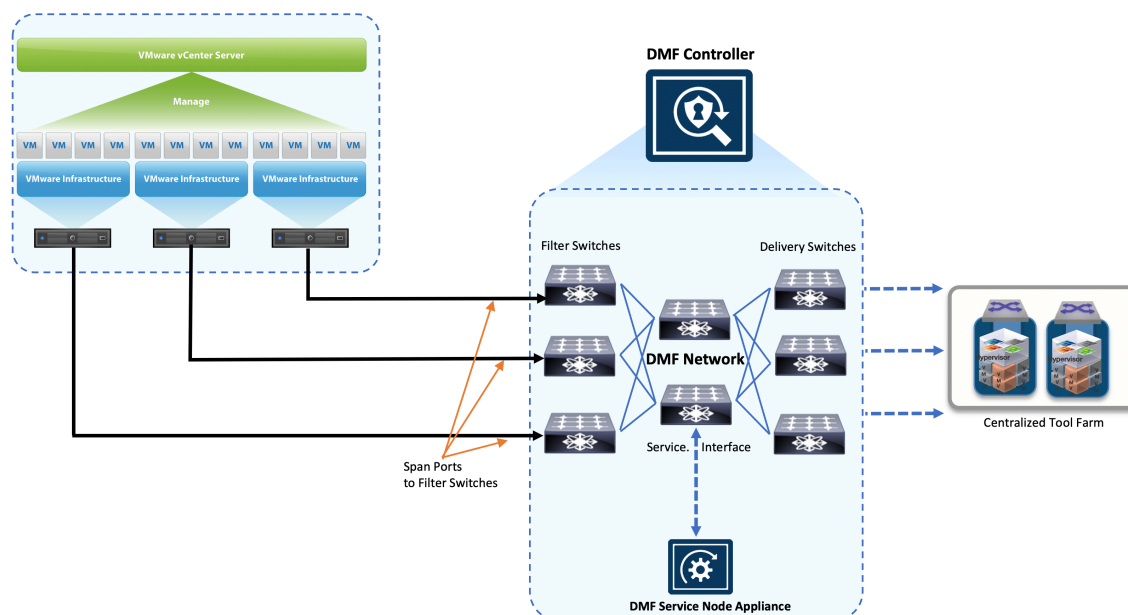 VMware vCenter Server
Manage
VM VM VM VM VM VM VM VM VM VM VM VM
VMware Infrastructure VMware Infrastructure VMware Infrastructure
DMF Controller
Filter Switches
Delivery Switches
DMF Network
Service. Interface
Span Ports
to Filter Switches
Centralized Tool Farm
DMF Service Node Appliance